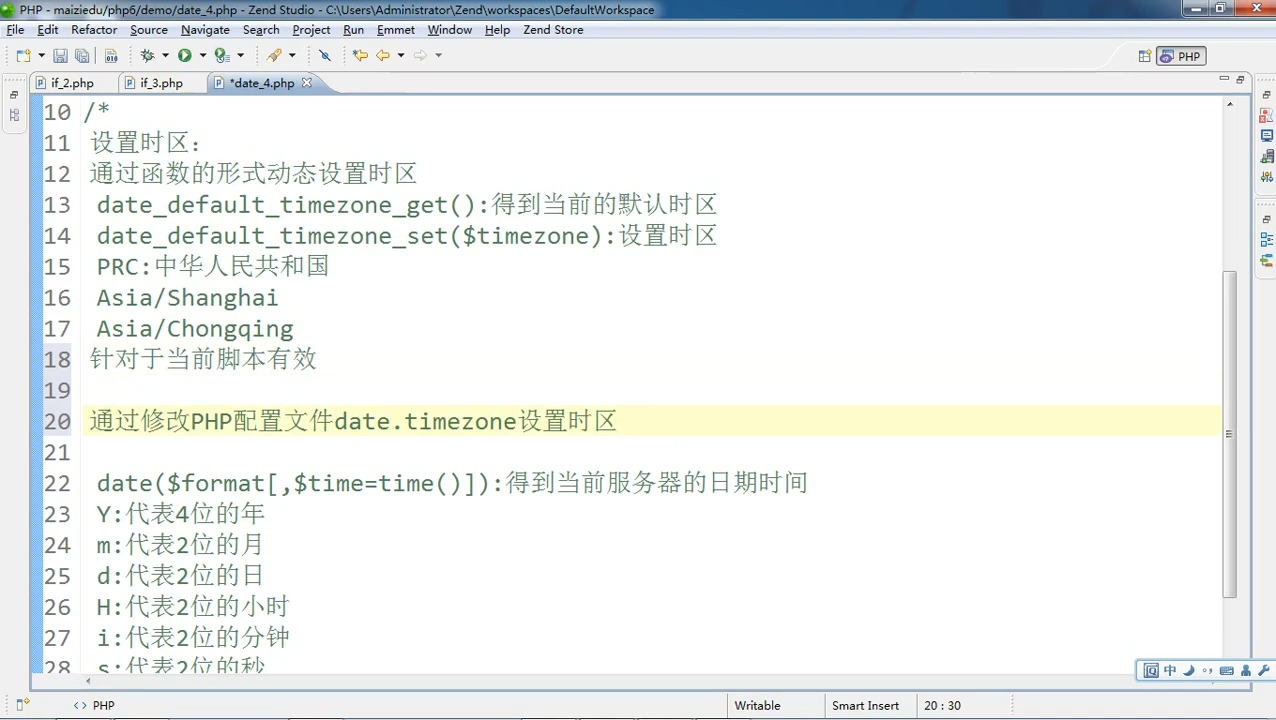 PHP - maiziedu/php6/demo/date_4.php - Zend Studio - C:\Users\Administrator\Zend\workspaces\DefaultWorkspace
File Edit Refactor Source Navigate Search Project Run Emmet Window Help Zend Store
PHP
if_2.php if_3.php *date_4.php
10 /*
11 设置时区:
12 通过函数的形式动态设置时区
13 date_default_timezone_get():得到当前的默认时区
14 date_default_timezone_set($timezone):设置时区
15 PRC:中华人民共和国
16 Asia/Shanghai
17 Asia/Chongqing
18 针对于当前脚本有效
19
20 通过修改PHP配置文件date.timezone设置时区
21
22 date($format[,$time=time()]):得到当前服务器的日期时间
23 Y:代表4位的年
24 m:代表2位的月
25 d:代表2位的日
26 H:代表2位的小时
27 i:代表2位的分钟
28 s:代表2位的秒
中
<> PHP Writable Smart Insert 20 : 30